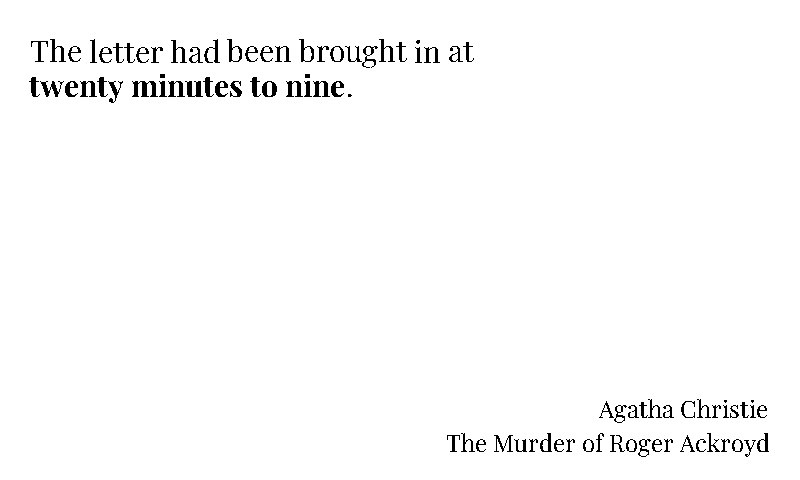 The letter had been brought in at
twenty minutes to nine.
Agatha Christie
The Murder of Roger Ackroyd